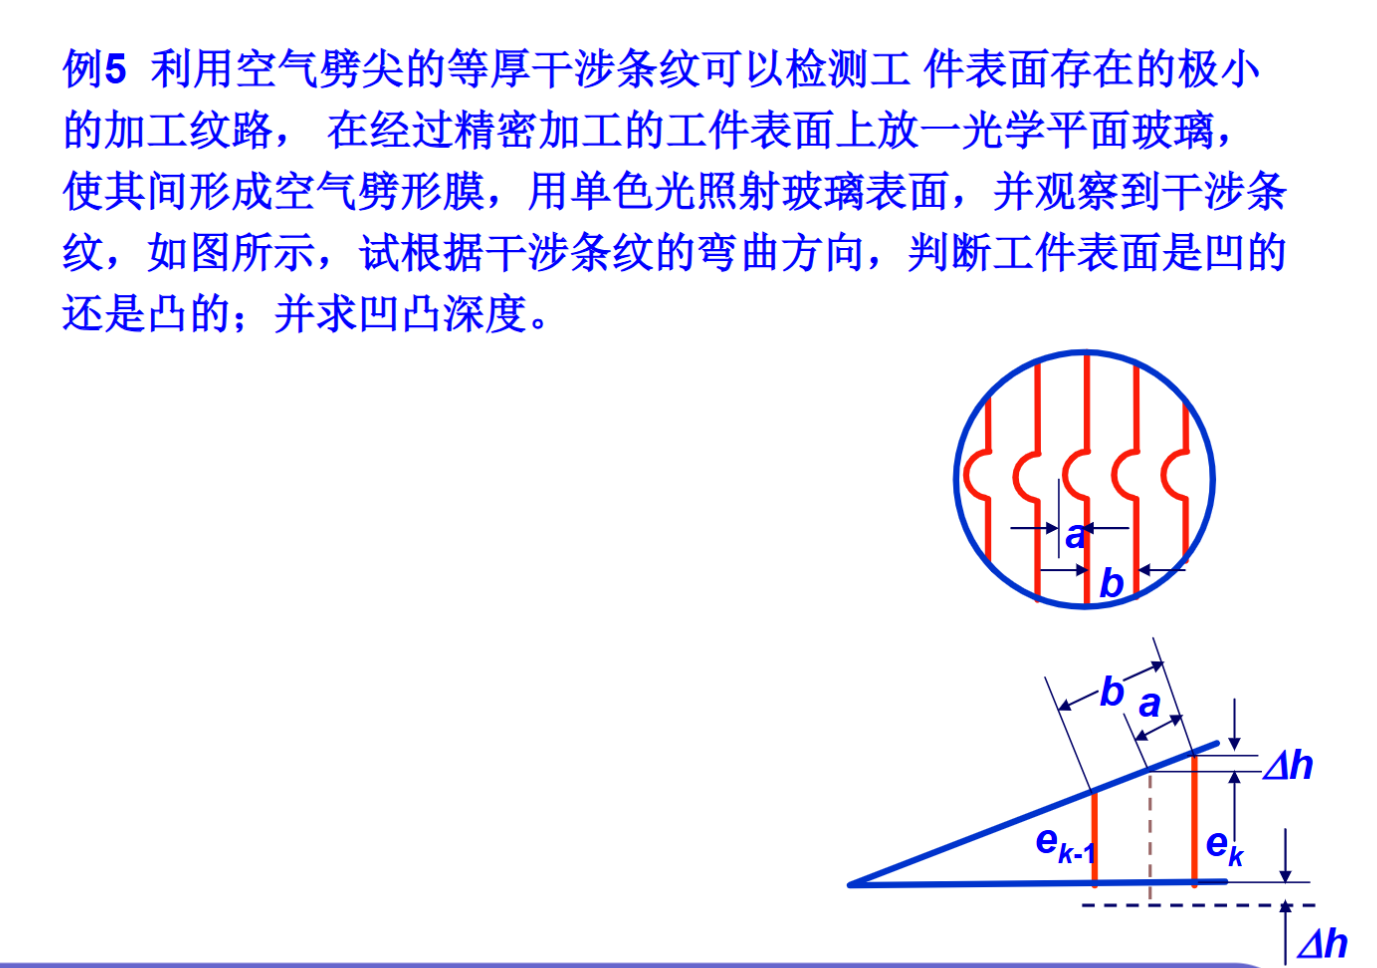 例5 利用空气劈尖的等厚干涉条纹可以检测工 件表面存在的极小
的加工纹路， 在经过精密加工的工件表面上放一光学平面玻璃，
使其间形成空气劈形膜，用单色光照射玻璃表面，并观察到干涉条
纹，如图所示，试根据干涉条纹的弯曲方向，判断工件表面是凹的
还是凸的；并求凹凸深度。
a
b
b
a
Δh
e_{k-1}
e_k
Δh